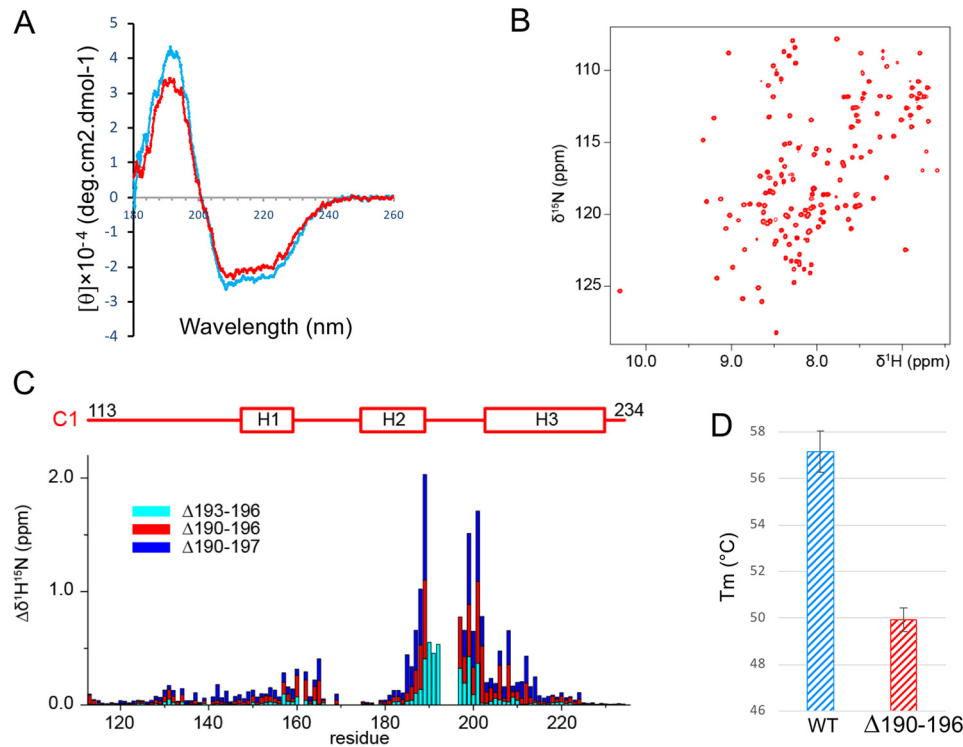 A
[θ]×10⁻⁴ (deg.cm2.dmol-1)
5
4
3
2
1
0
-1
-2
-3
-4
180 200 220 240 260
Wavelength (nm)
B
δ¹⁵N (ppm)
110
115
120
125
10.0 9.0 8.0 δ¹H (ppm)
C
C1 113 H1 H2 H3 234
Δδ¹H¹⁵N (ppm)
2.0
1.0
0.0
Δ193-196
Δ190-196
Δ190-197
120 140 160 180 200 220
residue
D
Tm (°C)
58
56
54
52
50
48
46
WT Δ190-196